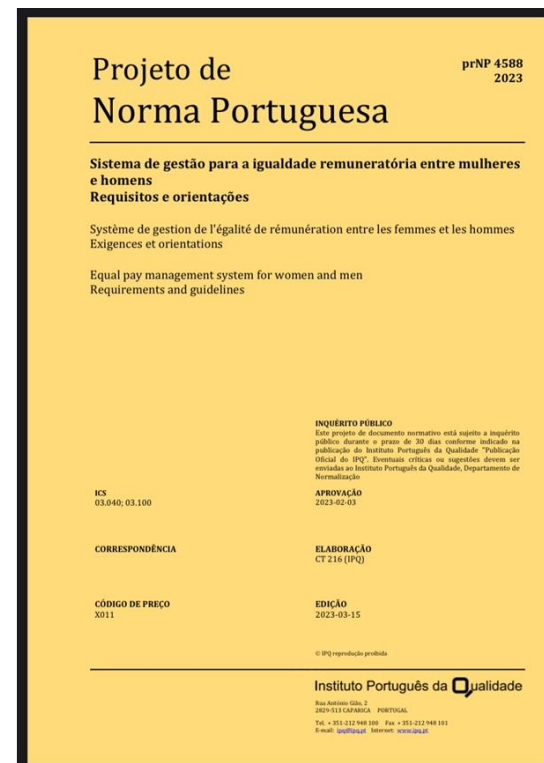 Projeto de
Norma Portuguesa
prNP 4588
2023
Sistema de gestão para a igualdade remuneratória entre mulheres
e homens
Requisitos e orientações
Système de gestion de l'égalité de rémunération entre les femmes et les hommes
Exigences et orientations
Equal pay management system for women and men
Requirements and guidelines
INQUÉRITO PÚBLICO
Este projeto de documento normativo está sujeito a inquérito
público durante o prazo de 30 dias conforme indicado na
publicação do Instituto Português da Qualidade "Publicação
Oficial do IPQ". Eventuais críticas ou sugestões devem ser
enviadas ao Instituto Português da Qualidade, Departamento de
Normalização
ICS
03.040; 03.100
APROVAÇÃO
2023-02-03
CORRESPONDÊNCIA
ELABORAÇÃO
CT 216 (IPQ)
CÓDIGO DE PREÇO
X011
EDIÇÃO
2023-03-15
© IPQ reprodução proibida
Instituto Português da Qualidade
Rua António Gião, 2
2829-513 CAPARICA PORTUGAL
Tel. + 351-212 948 100 Fax + 351-212 948 101
E-mail: ipq@ipq.pt Internet: www.ipq.pt